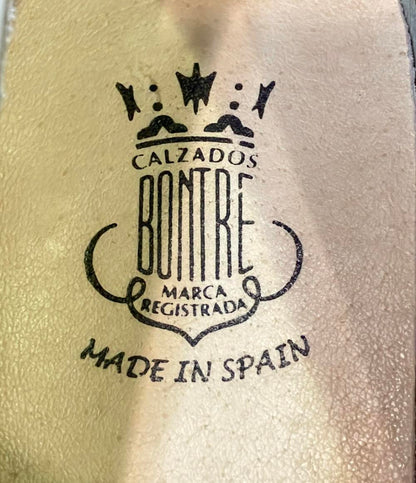 CALZADOS
BONTRE
MARCA
REGISTRADA
MADE IN SPAIN